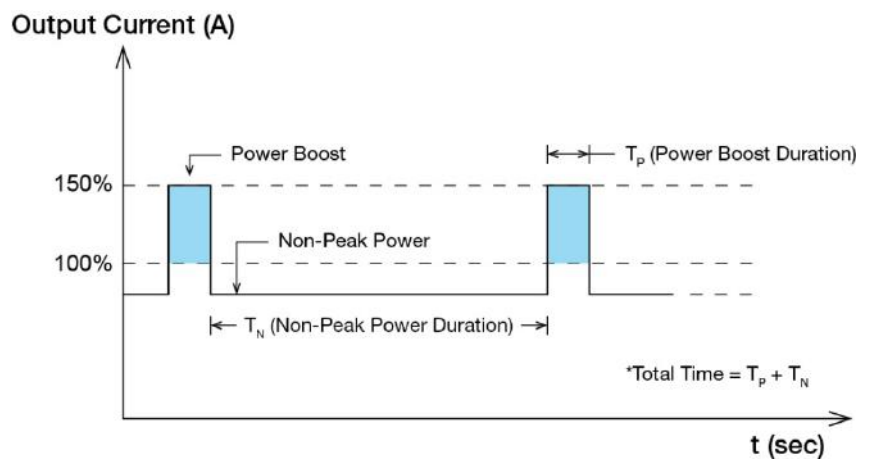 Output Current (A)
Power Boost
T_P (Power Boost Duration)
150%
Non-Peak Power
100%
T_N (Non-Peak Power Duration)
*Total Time = T_P + T_N
t (sec)